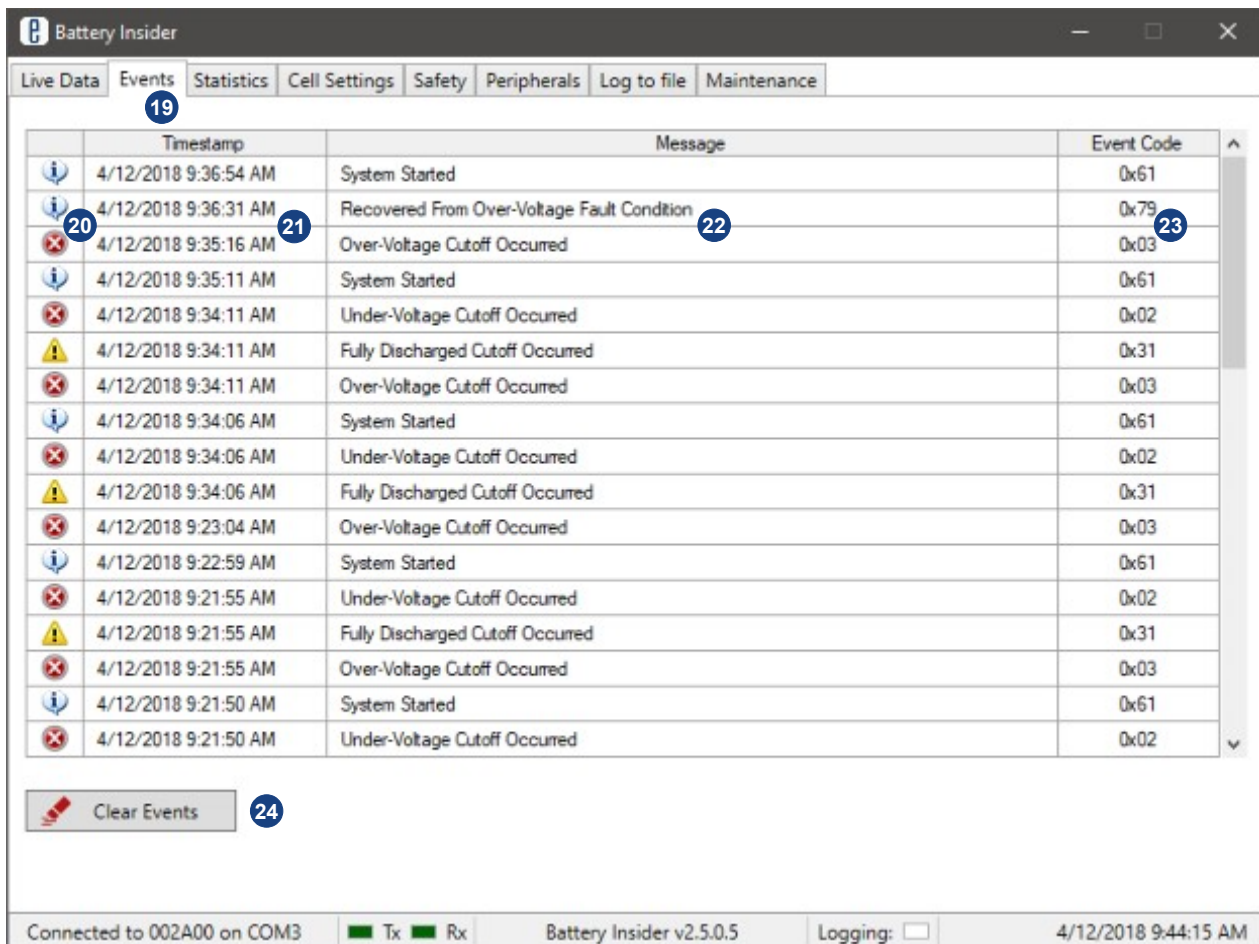 Battery Insider
Live Data Events Statistics Cell Settings Safety Peripherals Log to file Maintenance
19
Timestamp Message Event Code
4/12/2018 9:36:54 AM System Started 0x61
4/12/2018 9:36:31 AM Recovered From Over-Voltage Fault Condition 0x79
20 21 22 23
4/12/2018 9:35:16 AM Over-Voltage Cutoff Occurred 0x03
4/12/2018 9:35:11 AM System Started 0x61
4/12/2018 9:34:11 AM Under-Voltage Cutoff Occurred 0x02
4/12/2018 9:34:11 AM Fully Discharged Cutoff Occurred 0x31
4/12/2018 9:34:11 AM Over-Voltage Cutoff Occurred 0x03
4/12/2018 9:34:06 AM System Started 0x61
4/12/2018 9:34:06 AM Under-Voltage Cutoff Occurred 0x02
4/12/2018 9:34:06 AM Fully Discharged Cutoff Occurred 0x31
4/12/2018 9:23:04 AM Over-Voltage Cutoff Occurred 0x03
4/12/2018 9:22:59 AM System Started 0x61
4/12/2018 9:21:55 AM Under-Voltage Cutoff Occurred 0x02
4/12/2018 9:21:55 AM Fully Discharged Cutoff Occurred 0x31
4/12/2018 9:21:55 AM Over-Voltage Cutoff Occurred 0x03
4/12/2018 9:21:50 AM System Started 0x61
4/12/2018 9:21:50 AM Under-Voltage Cutoff Occurred 0x02
Clear Events 24
Connected to 002A00 on COM3 Tx Rx Battery Insider v2.5.0.5 Logging: 4/12/2018 9:44:15 AM